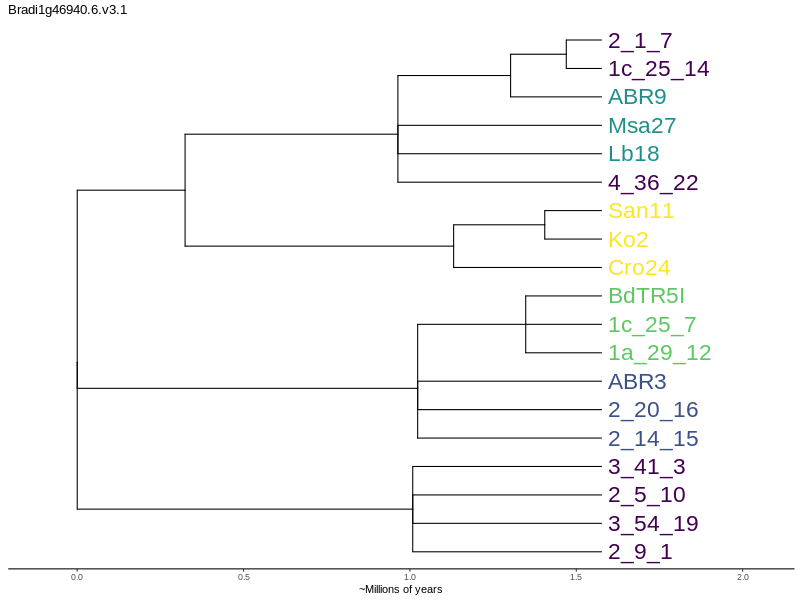 Bradi1g46940.6.v3.1
2_1_7
1c_25_14
ABR9
Msa27
Lb18
4_36_22
San11
Ko2
Cro24
BdTR5I
1c_25_7
1a_29_12
ABR3
2_20_16
2_14_15
3_41_3
2_5_10
3_54_19
2_9_1
0.0 0.5 1.0 1.5 2.0
~Millions of years